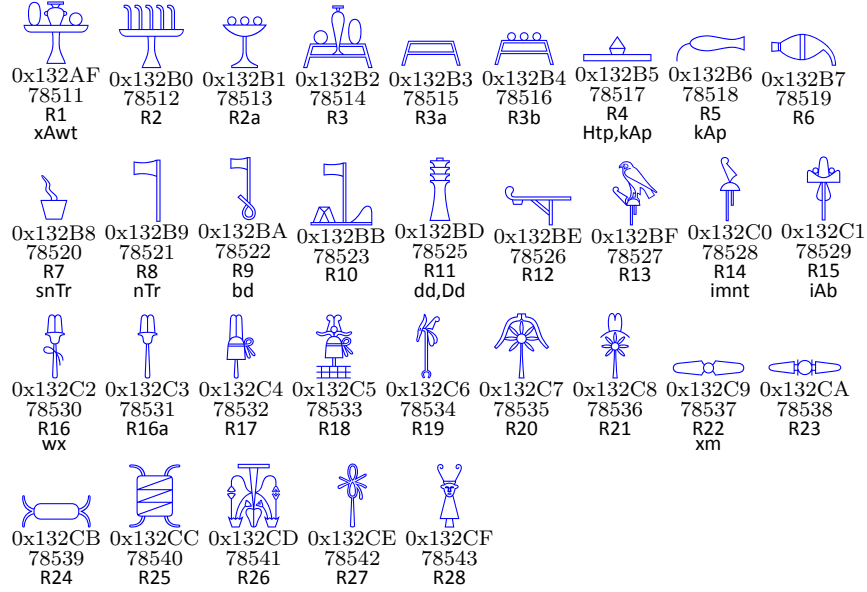 0x132AF 0x132B0 0x132B1 0x132B2 0x132B3 0x132B4 0x132B5 0x132B6 0x132B7
78511 78512 78513 78514 78515 78516 78517 78518 78519
R1 R2 R2a R3 R3a R3b R4 R5 R6
xAwt Htp,kAp kAp
0x132B8 0x132B9 0x132BA 0x132BB 0x132BD 0x132BE 0x132BF 0x132C0 0x132C1
78520 78521 78522 78523 78525 78526 78527 78528 78529
R7 R8 R9 R10 R11 R12 R13 R14 R15
snTr nTr bd dd,Dd imnt iAb
0x132C2 0x132C3 0x132C4 0x132C5 0x132C6 0x132C7 0x132C8 0x132C9 0x132CA
78530 78531 78532 78533 78534 78535 78536 78537 78538
R16 R16a R17 R18 R19 R20 R21 R22 R23
wx xm
0x132CB 0x132CC 0x132CD 0x132CE 0x132CF
78539 78540 78541 78542 78543
R24 R25 R26 R27 R28